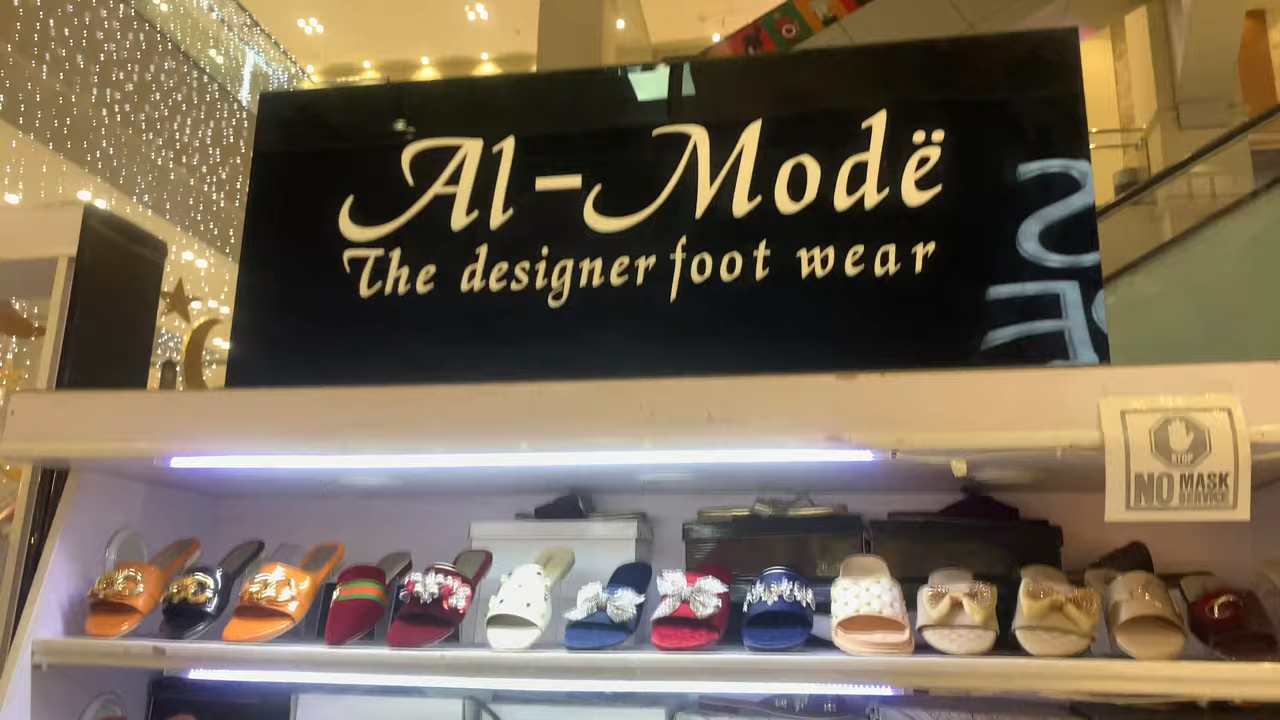 Al-Modë
The designer foot wear
STOP
NO MASK
SERVICE